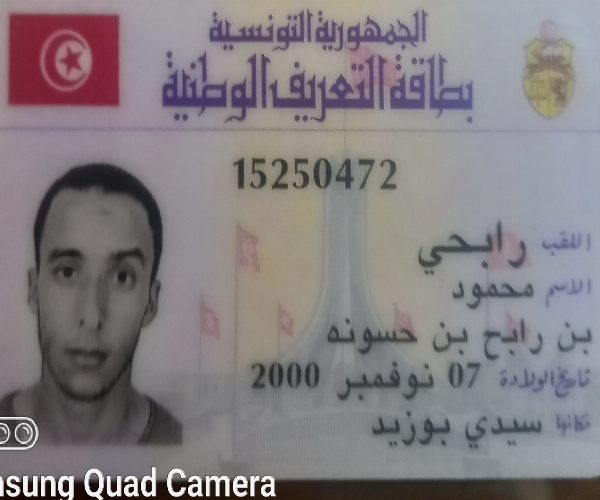 الجمهورية التونسية
بطاقة التعريف الوطنية
15250472
اللقب رابحي
الاسم محمود
بن رابح بن حسونه
تاريخ الولادة 07 نوفمبر 2000
مكانها سيدي بوزيد
nsung Quad Camera